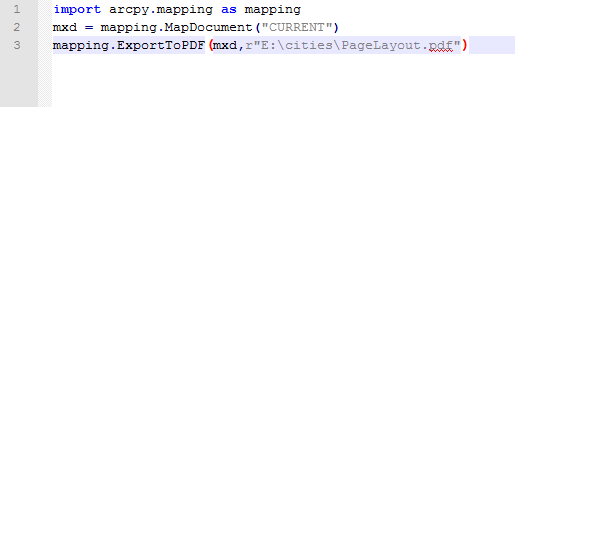 1 import arcpy.mapping as mapping
2 mxd = mapping.MapDocument("CURRENT")
3 mapping.ExportToPDF(mxd,r"E:\cities\PageLayout.pdf")